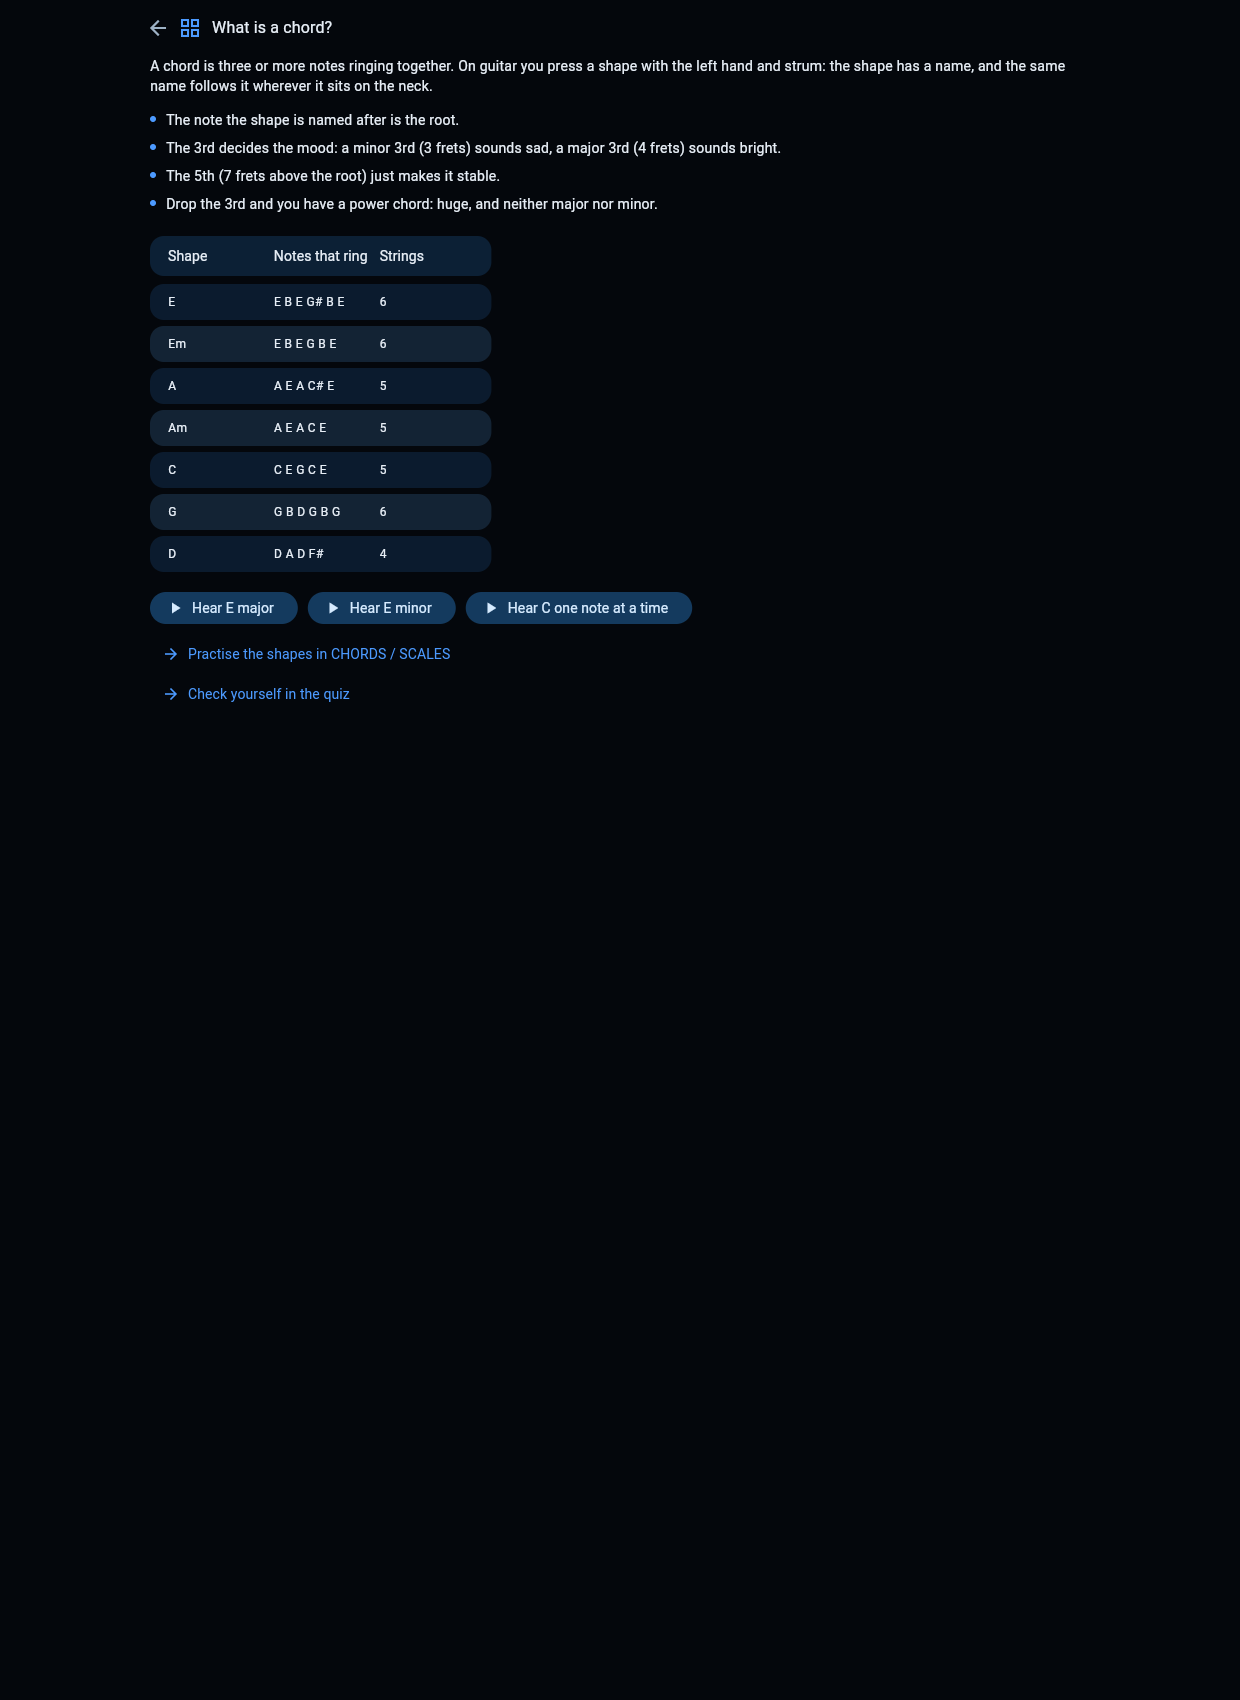 What is a chord?
A chord is three or more notes ringing together. On guitar you press a shape with the left hand and strum: the shape has a name, and the same
name follows it wherever it sits on the neck.
The note the shape is named after is the root.
The 3rd decides the mood: a minor 3rd (3 frets) sounds sad, a major 3rd (4 frets) sounds bright.
The 5th (7 frets above the root) just makes it stable.
Drop the 3rd and you have a power chord: huge, and neither major nor minor.
Shape Notes that ring Strings
E E B E G# B E 6
Em E B E G B E 6
A A E A C# E 5
Am A E A C E 5
C C E G C E 5
G G B D G B G 6
D D A D F# 4
Hear E major Hear E minor Hear C one note at a time
Practise the shapes in CHORDS / SCALES
Check yourself in the quiz